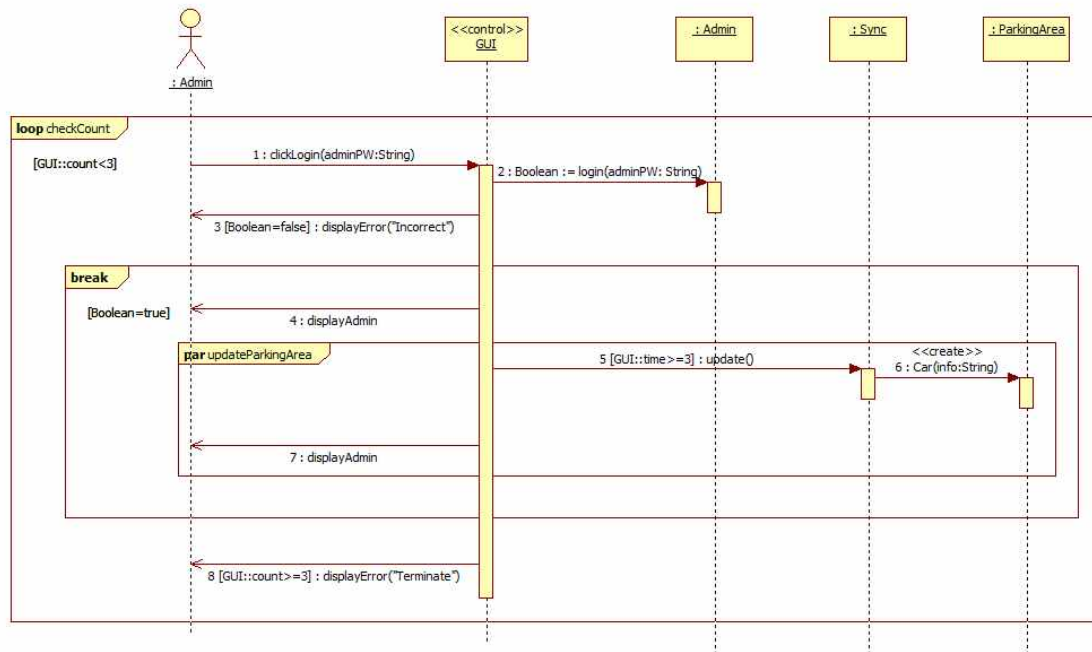 <<control>>
GUI
: Admin
: Sync
: ParkingArea
: Admin
loop checkCount
[GUI::count<3]
1 : clickLogin(adminPW:String)
2 : Boolean := login(adminPW: String)
3 [Boolean=false] : displayError("Incorrect")
break
[Boolean=true]
4 : displayAdmin
par updateParkingArea
5 [GUI::time>=3] : update()
<<create>>
6 : Car(info:String)
7 : displayAdmin
8 [GUI::count>=3] : displayError("Terminate")